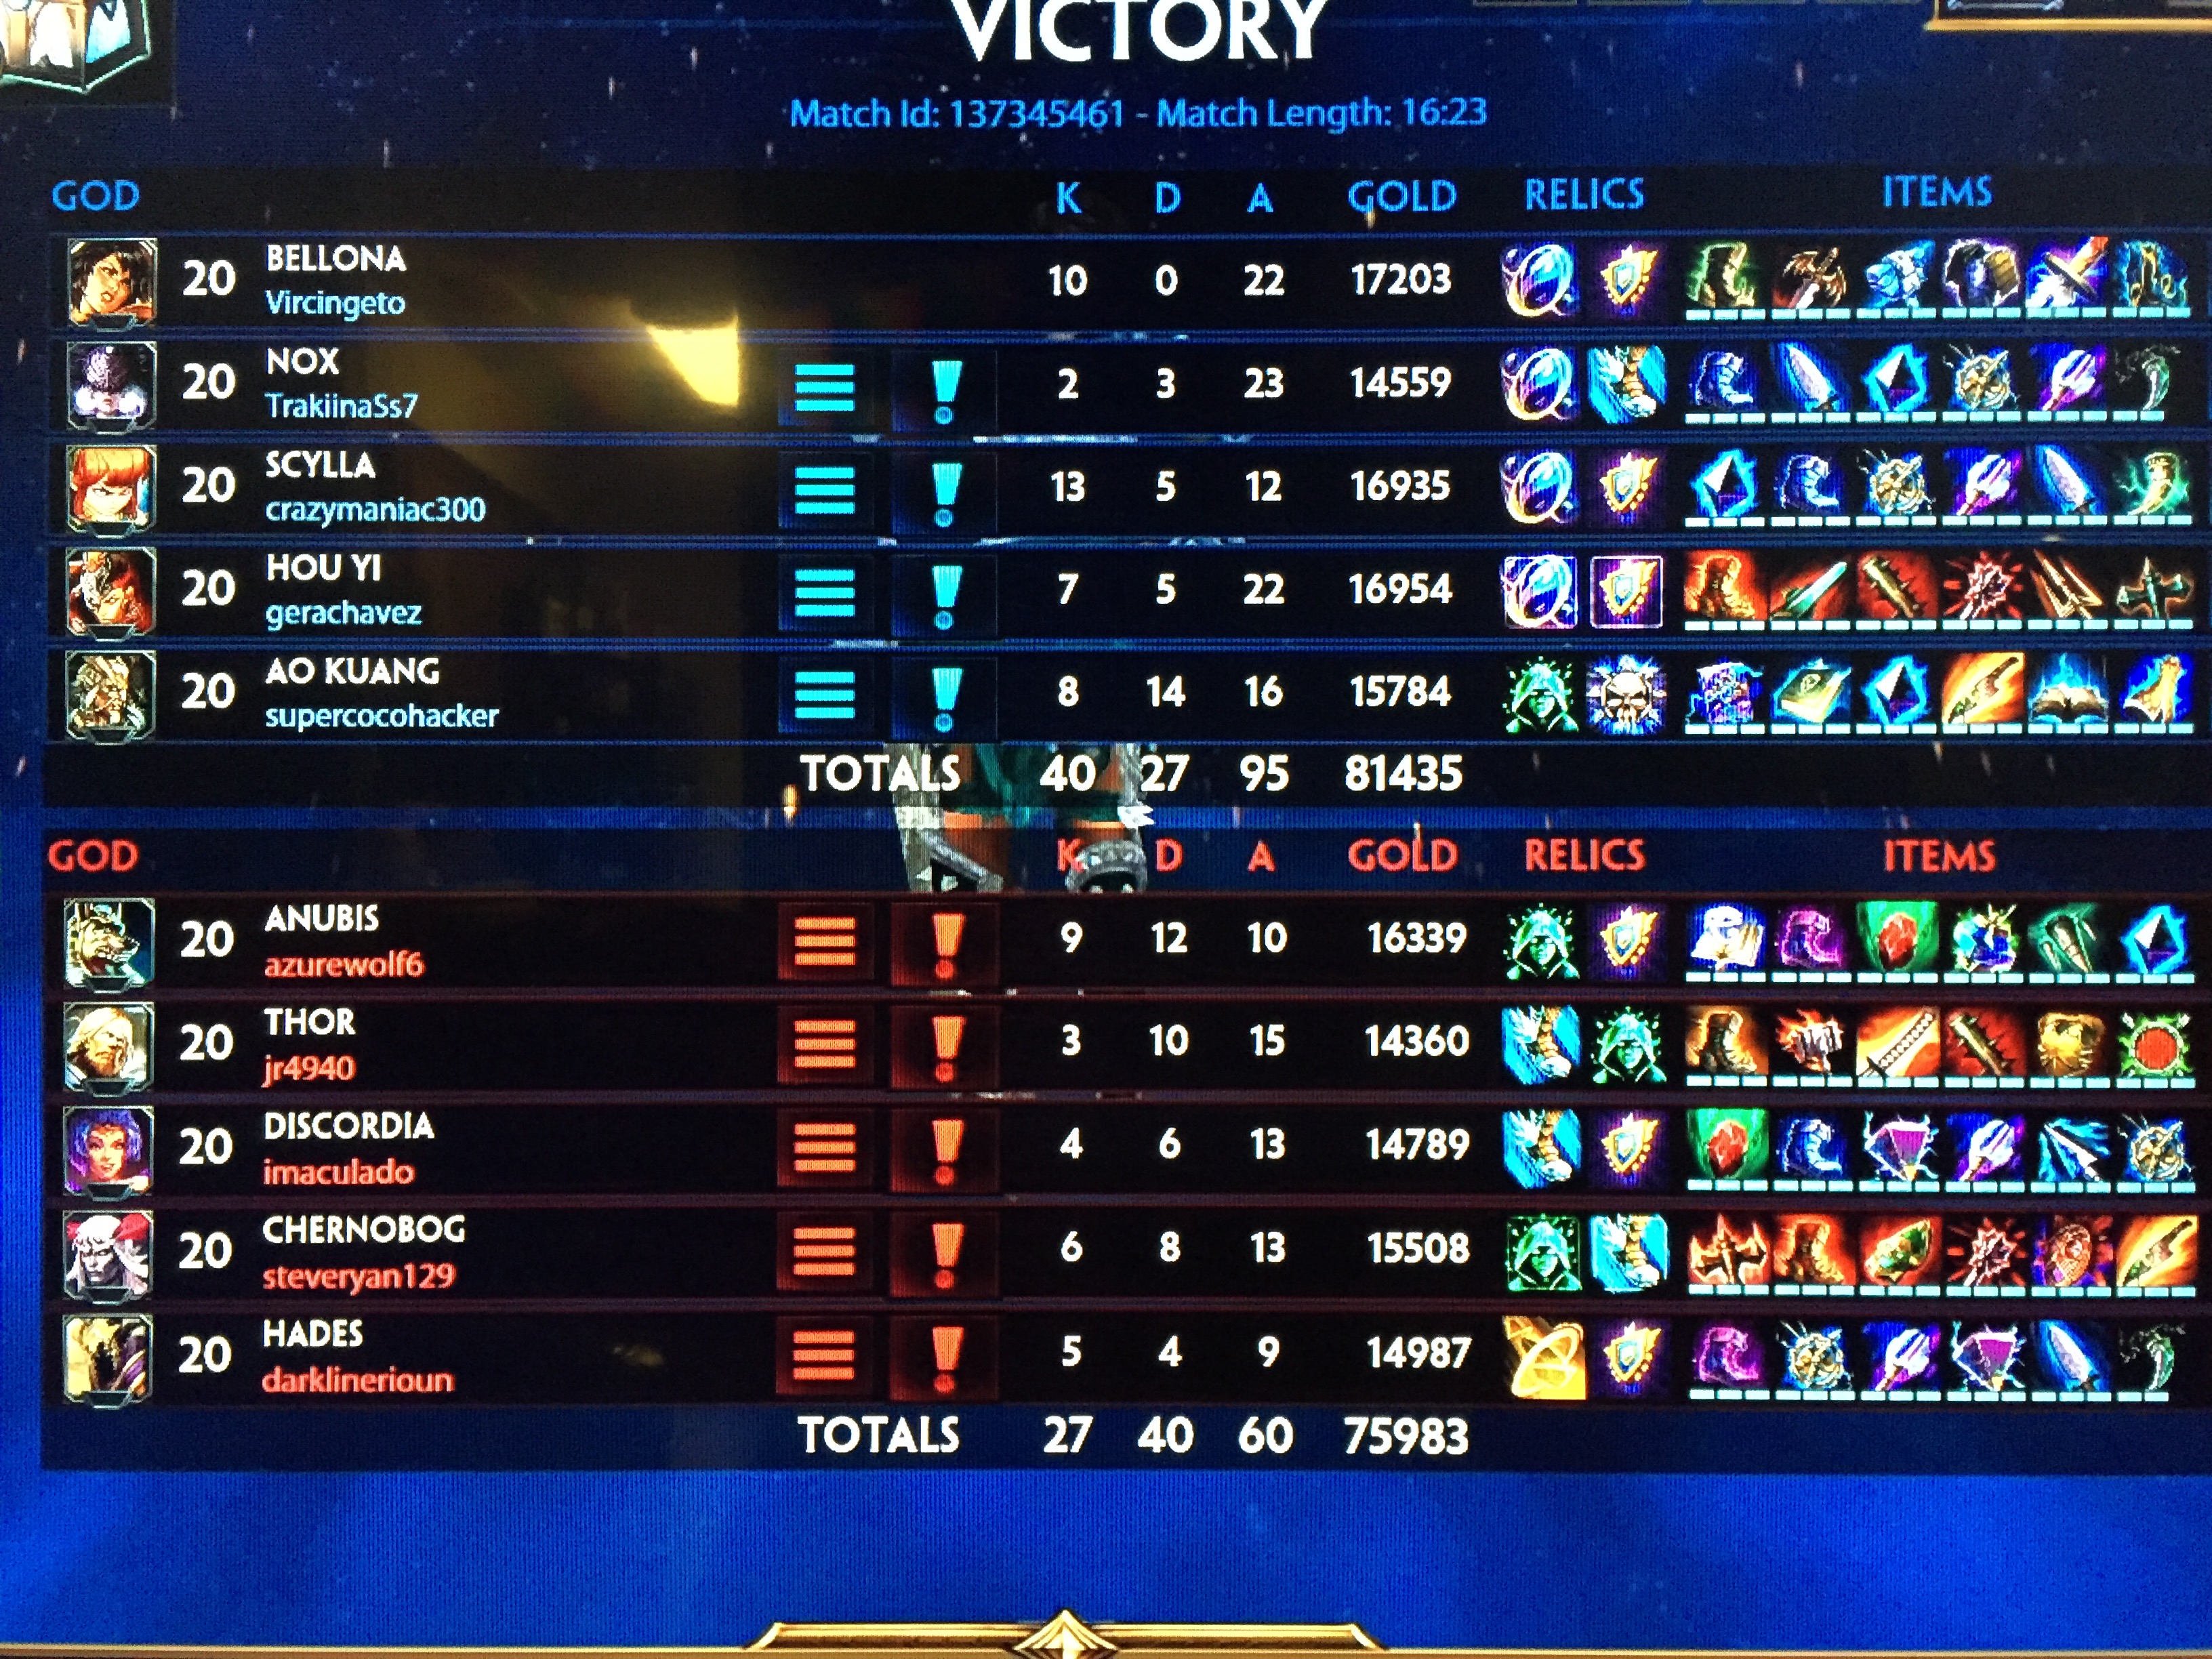 VICTORY
Match Id: 137345461 - Match Length: 16:23
GOD K D A GOLD RELICS ITEMS
20 BELLONA 10 0 22 17203
Vircingeto
20 NOX 2 3 23 14559
TrakiinaSs7
20 SCYLLA 13 5 12 16935
crazymaniac300
20 HOU YI 7 5 22 16954
gerachavez
20 AO KUANG 8 14 16 15784
supercocohacker
TOTALS 40 27 95 81435
GOD K D A GOLD RELICS ITEMS
20 ANUBIS 9 12 10 16339
azurewolf6
20 THOR 3 10 15 14360
jr4940
20 DISCORDIA 4 6 13 14789
imaculado
20 CHERNOBOG 6 8 13 15508
steveryan129
20 HADES 5 4 9 14987
darklinerioun
TOTALS 27 40 60 75983